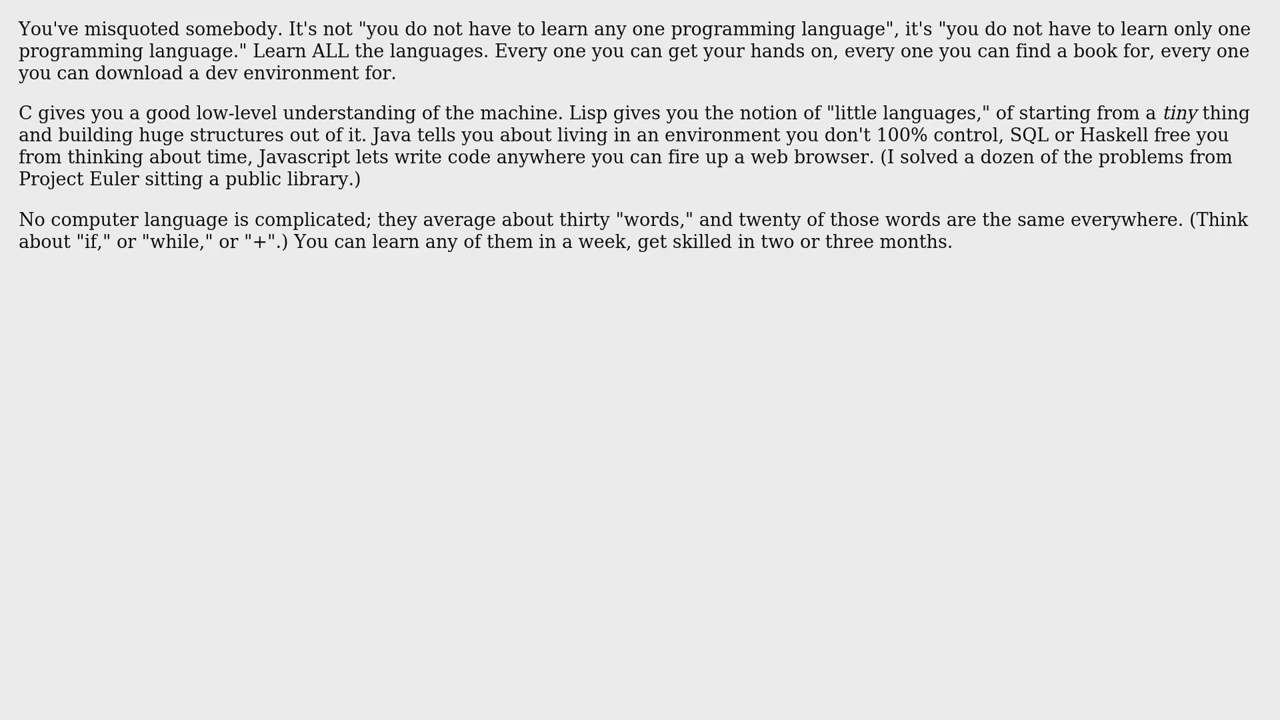 You've misquoted somebody. It's not "you do not have to learn any one programming language", it's "you do not have to learn only one
programming language." Learn ALL the languages. Every one you can get your hands on, every one you can find a book for, every one
you can download a dev environment for.
C gives you a good low-level understanding of the machine. Lisp gives you the notion of "little languages," of starting from a tiny thing
and building huge structures out of it. Java tells you about living in an environment you don't 100% control, SQL or Haskell free you
from thinking about time, Javascript lets write code anywhere you can fire up a web browser. (I solved a dozen of the problems from
Project Euler sitting a public library.)
No computer language is complicated; they average about thirty "words," and twenty of those words are the same everywhere. (Think
about "if," or "while," or "+".) You can learn any of them in a week, get skilled in two or three months.